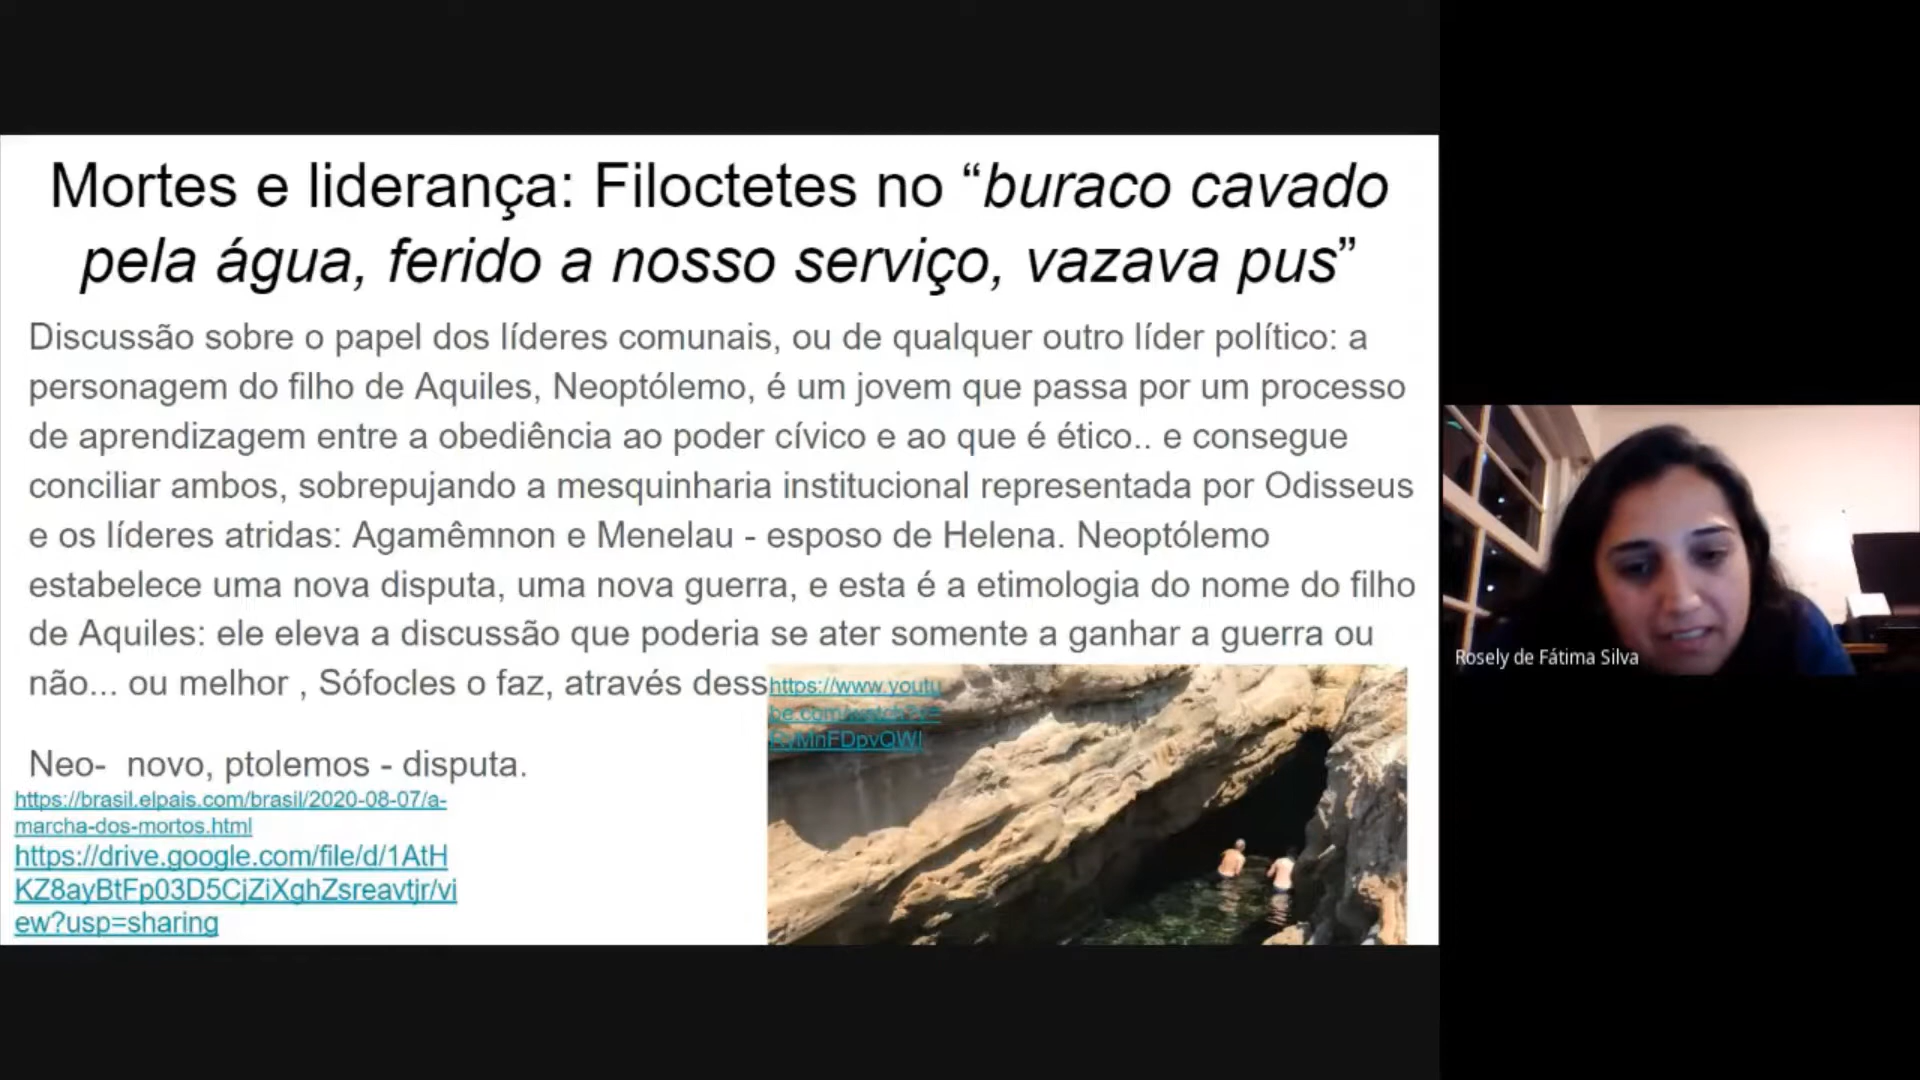 Mortes e liderança: Filoctetes no “buraco cavado
pela água, ferido a nosso serviço, vazava pus”
Discussão sobre o papel dos líderes comunais, ou de qualquer outro líder político: a
personagem do filho de Aquiles, Neoptólemo, é um jovem que passa por um processo
de aprendizagem entre a obediência ao poder cívico e ao que é ético.. e consegue
conciliar ambos, sobrepujando a mesquinharia institucional representada por Odisseus
e os líderes atridas: Agamêmnon e Menelau - esposo de Helena. Neoptólemo
estabelece uma nova disputa, uma nova guerra, e esta é a etimologia do nome do filho
de Aquiles: ele eleva a discussão que poderia se ater somente a ganhar a guerra ou
não... ou melhor , Sófocles o faz, através dess
https://www.youtu
Neo- novo, ptolemos - disputa.
https://brasil.elpais.com/brasil/2020-08-07/a-
marcha-dos-mortos.html
https://drive.google.com/file/d/1AtH
KZ8ayBtFp03D5CjZiXghZsreavtjr/vi
ew?usp=sharing
Rosely de Fátima Silva